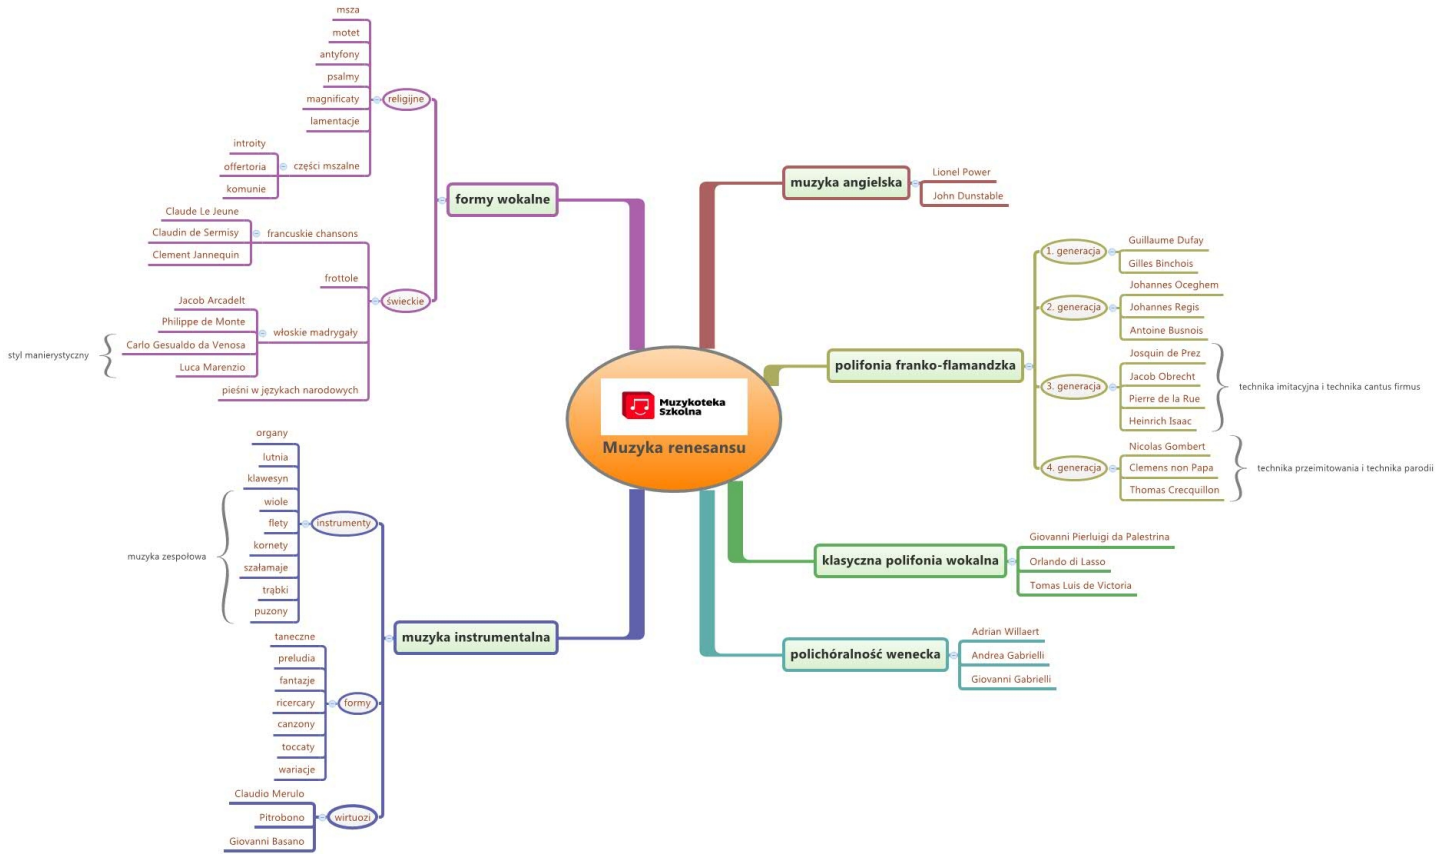 Muzykoteka
Szkolna
Muzyka renesansu
formy wokalne
religijne
msza
motet
antyfony
psalmy
magnificaty
lamentacje
części mszalne
introity
offertoria
komunie
świeckie
francuskie chansons
Claude Le Jeune
Claudin de Sermisy
Clement Jannequin
frottole
włoskie madrygały
Jacob Arcadelt
Philippe de Monte
Carlo Gesualdo da Venosa
Luca Marenzio
styl manierystyczny
pieśni w językach narodowych
muzyka instrumentalna
instrumenty
organy
lutnia
klawesyn
wiole
flety
kornety
szałamaje
trąbki
puzony
muzyka zespołowa
formy
taneczne
preludia
fantazje
ricercary
canzony
toccaty
wariacje
wirtuozi
Claudio Merulo
Pitrobono
Giovanni Basano
muzyka angielska
Lionel Power
John Dunstable
polifonia franko-flamandzka
1. generacja
Guillaume Dufay
Gilles Binchois
2. generacja
Johannes Oceghem
Johannes Regis
Antoine Busnois
3. generacja
Josquin de Prez
Jacob Obrecht
Pierre de la Rue
Heinrich Isaac
technika imitacyjna i technika cantus firmus
4. generacja
Nicolas Gombert
Clemens non Papa
Thomas Crecquillon
technika przeimitowania i technika parodii
klasyczna polifonia wokalna
Giovanni Pierluigi da Palestrina
Orlando di Lasso
Tomas Luis de Victoria
polichóralność wenecka
Adrian Willaert
Andrea Gabrielli
Giovanni Gabrielli